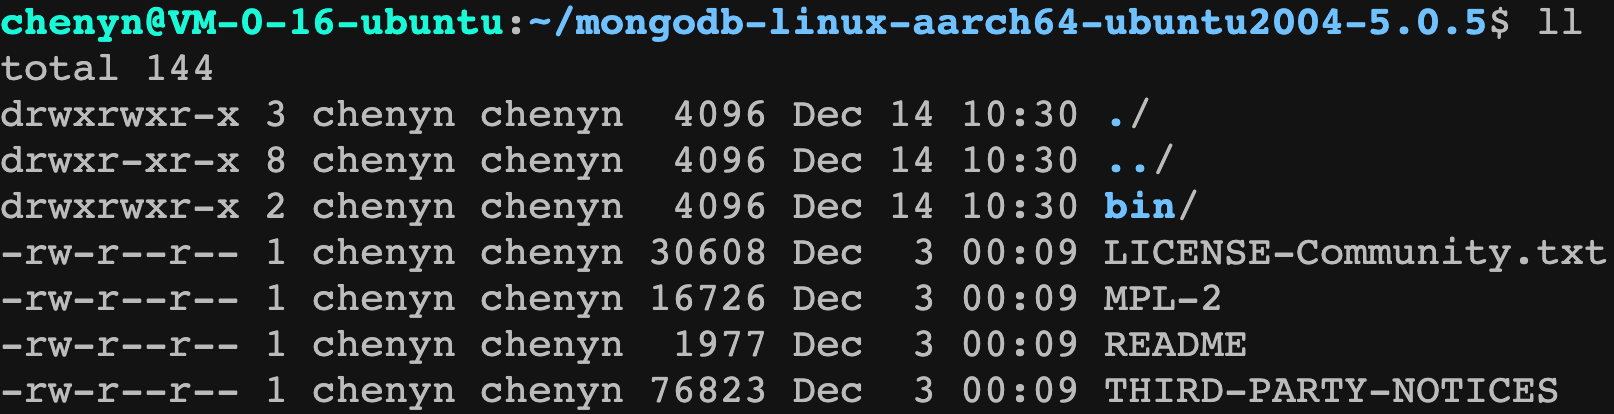 chenyn@VM-0-16-ubuntu:~/mongodb-linux-aarch64-ubuntu2004-5.0.5$ ll
total 144
drwxrwxr-x 3 chenyn chenyn  4096 Dec 14 10:30 ./
drwxr-xr-x 8 chenyn chenyn  4096 Dec 14 10:30 ../
drwxrwxr-x 2 chenyn chenyn  4096 Dec 14 10:30 bin/
-rw-r--r-- 1 chenyn chenyn 30608 Dec  3 00:09 LICENSE-Community.txt
-rw-r--r-- 1 chenyn chenyn 16726 Dec  3 00:09 MPL-2
-rw-r--r-- 1 chenyn chenyn  1977 Dec  3 00:09 README
-rw-r--r-- 1 chenyn chenyn 76823 Dec  3 00:09 THIRD-PARTY-NOTICES